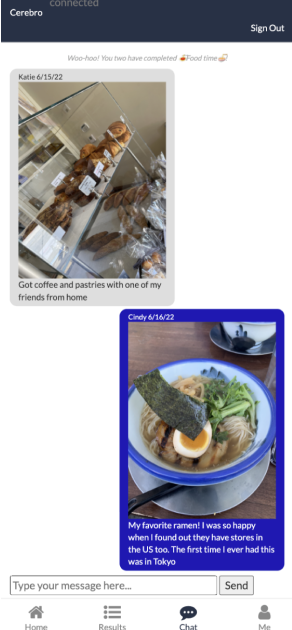 connected
Cerebro
Sign Out
Woo-hoo! You two have completed 🍜Food time🥟
Katie 6/15/22
Got coffee and pastries with one of my
friends from home
Cindy 6/16/22
My favorite ramen! I was so happy
when I found out they have stores in
the US too. The first time I ever had this
was in Tokyo
Type your message here...
Send
Home
Results
Chat
Me